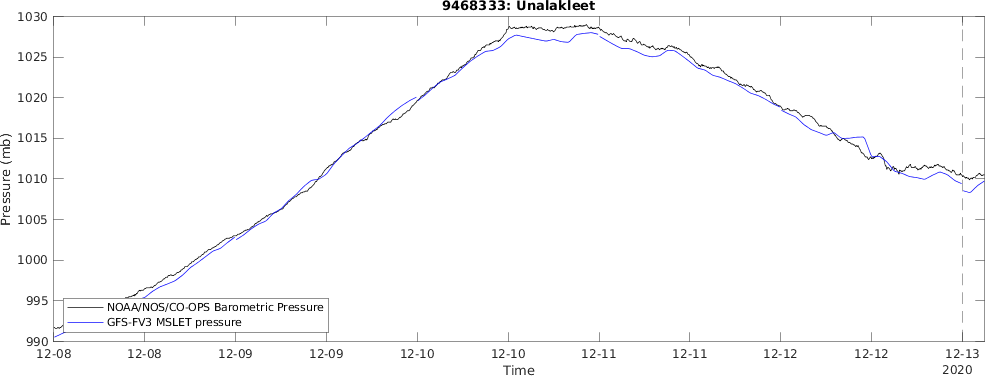 9468333: Unalakleet
1030
1025
1020
1015
1010
1005
1000
995
990
Pressure (mb)
NOAA/NOS/CO-OPS Barometric Pressure
GFS-FV3 MSLET pressure
12-08 12-08 12-09 12-09 12-10 12-10 12-11 12-11 12-12 12-12 12-13
Time 2020